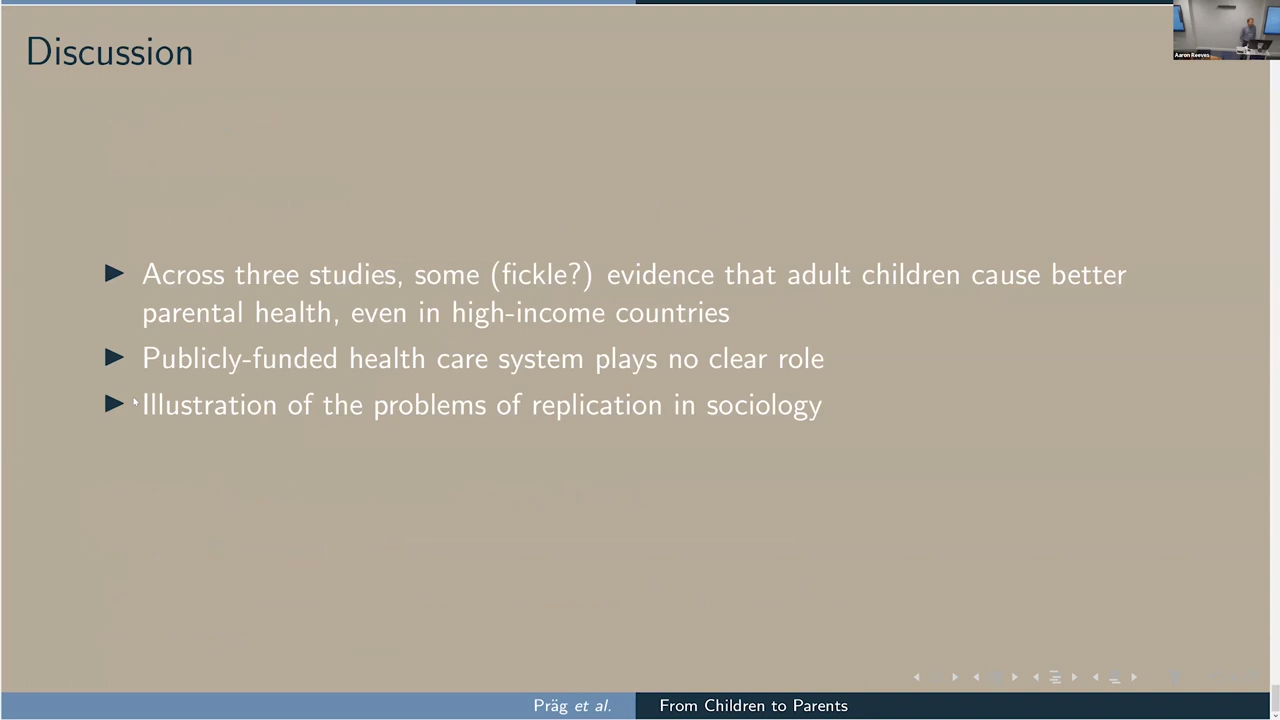 Discussion
Aaron Reeves
Across three studies, some (fickle?) evidence that adult children cause better
parental health, even in high-income countries
Publicly-funded health care system plays no clear role
Illustration of the problems of replication in sociology
Präg et al.
From Children to Parents